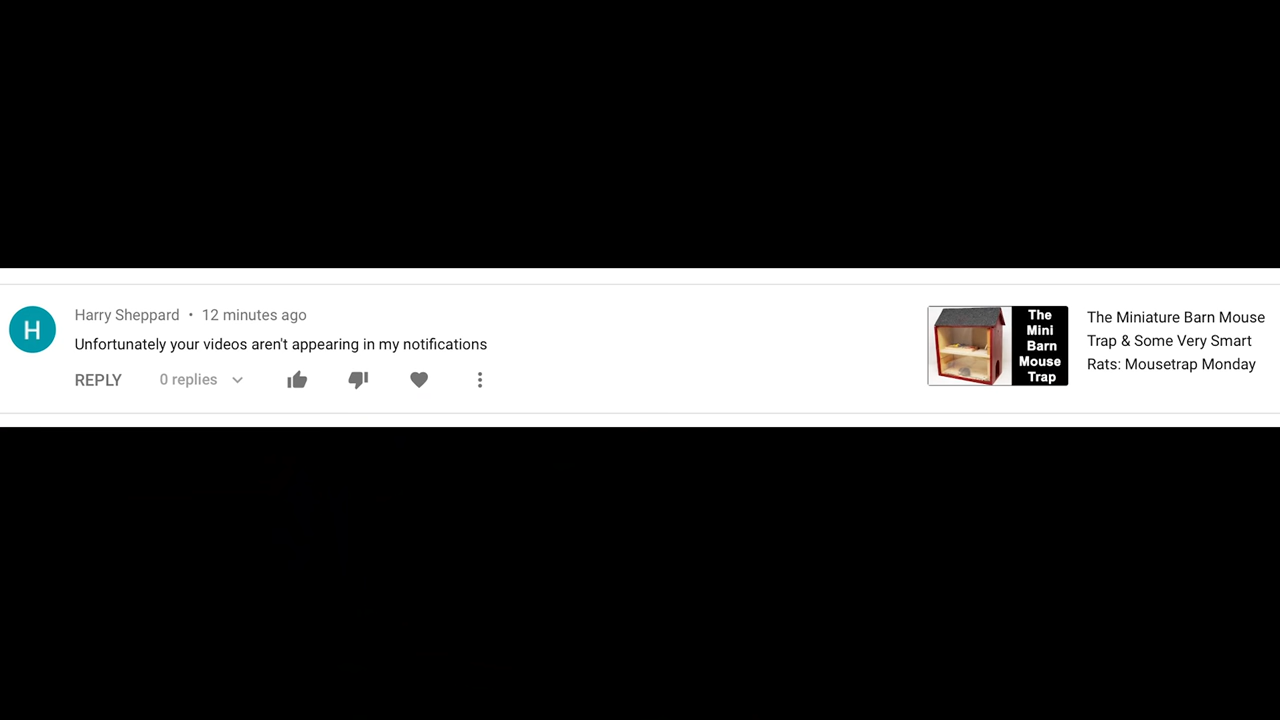 Harry Sheppard • 12 minutes ago
Unfortunately your videos aren't appearing in my notifications
REPLY 0 replies
H
The
Mini
Barn
Mouse
Trap
The Miniature Barn Mouse
Trap & Some Very Smart
Rats: Mousetrap Monday